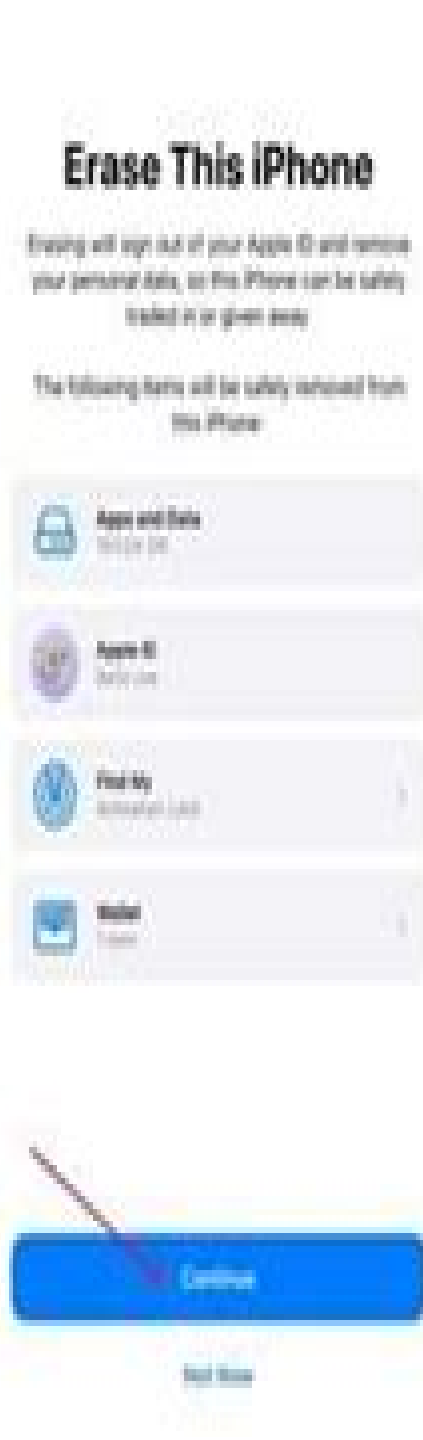 Erase This iPhone
Erasing will sign out of your Apple ID and remove
your personal data, so this iPhone can be safely
traded in or given away.
The following items will be safely removed from
this iPhone:
Apps and Data
Apple ID
Find My
Activation Lock
Wallet
Continue
Not Now